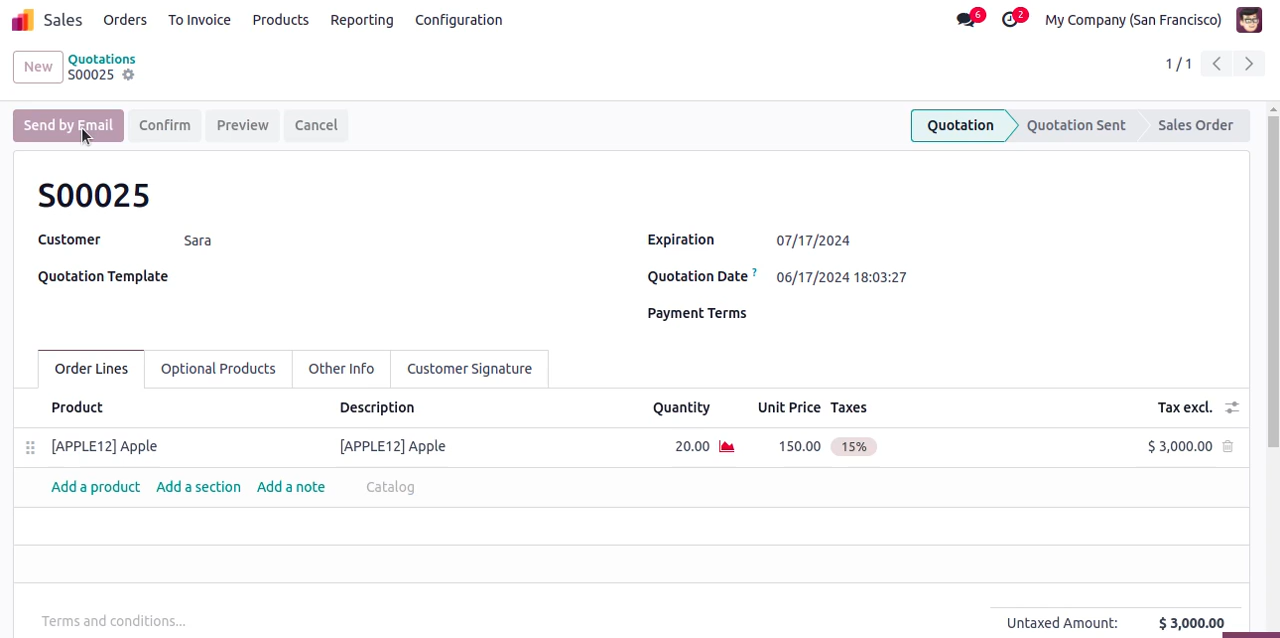 Sales Orders To Invoice Products Reporting Configuration 6 2 My Company (San Francisco)
New Quotations 1 / 1
S00025
Send by Email Confirm Preview Cancel Quotation Quotation Sent Sales Order
S00025
Customer Sara Expiration 07/17/2024
Quotation Template Quotation Date ? 06/17/2024 18:03:27
Payment Terms
Order Lines Optional Products Other Info Customer Signature
Product Description Quantity Unit Price Taxes Tax excl.
[APPLE12] Apple [APPLE12] Apple 20.00 150.00 15% $ 3,000.00
Add a product Add a section Add a note Catalog
Terms and conditions... Untaxed Amount: $ 3,000.00